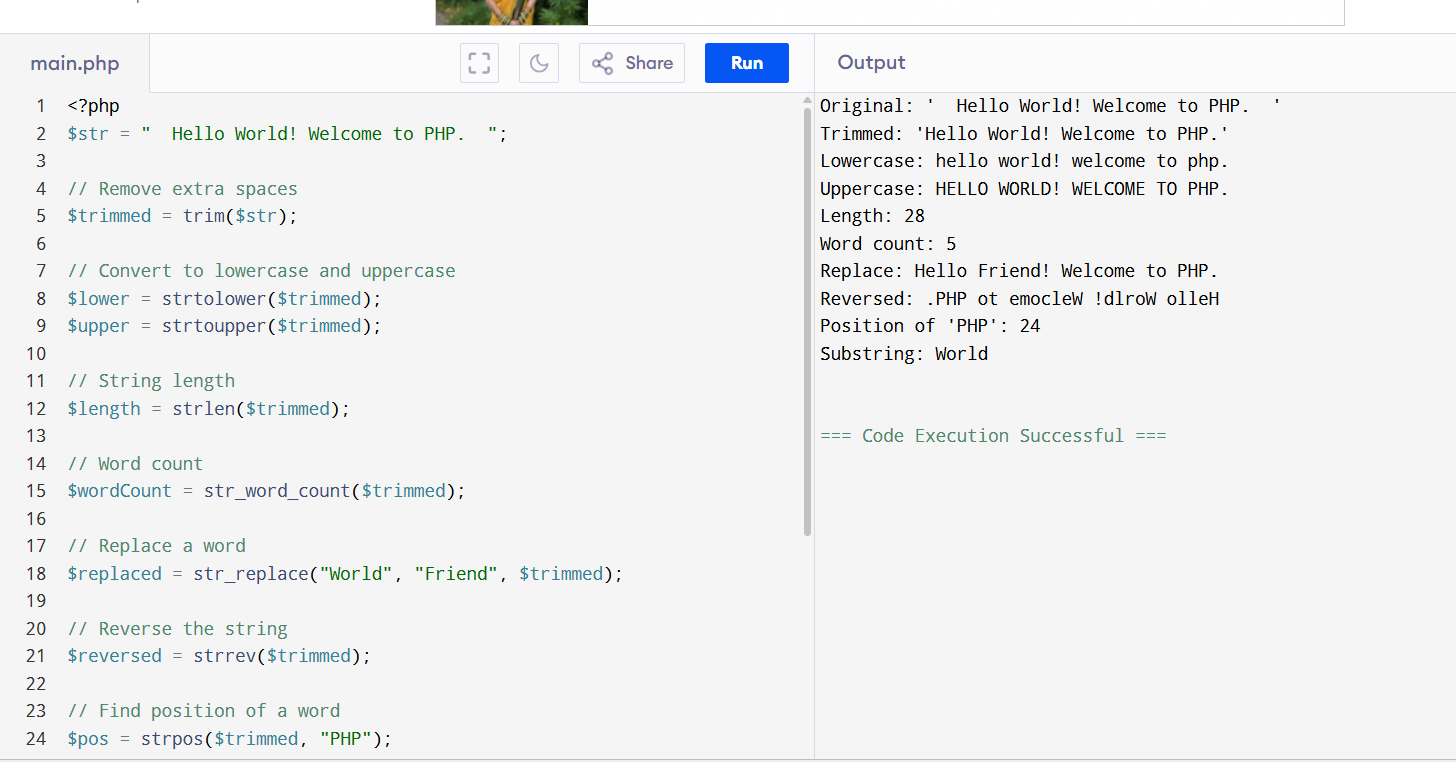 main.php
Share
Run
Output
1 <?php
2 $str = "  Hello World! Welcome to PHP.  ";
3
4 // Remove extra spaces
5 $trimmed = trim($str);
6
7 // Convert to lowercase and uppercase
8 $lower = strtolower($trimmed);
9 $upper = strtoupper($trimmed);
10
11 // String length
12 $length = strlen($trimmed);
13
14 // Word count
15 $wordCount = str_word_count($trimmed);
16
17 // Replace a word
18 $replaced = str_replace("World", "Friend", $trimmed);
19
20 // Reverse the string
21 $reversed = strrev($trimmed);
22
23 // Find position of a word
24 $pos = strpos($trimmed, "PHP");
Original: '  Hello World! Welcome to PHP.  '
Trimmed: 'Hello World! Welcome to PHP.'
Lowercase: hello world! welcome to php.
Uppercase: HELLO WORLD! WELCOME TO PHP.
Length: 28
Word count: 5
Replace: Hello Friend! Welcome to PHP.
Reversed: .PHP ot emocleW !dlroW olleH
Position of 'PHP': 24
Substring: World
=== Code Execution Successful ===